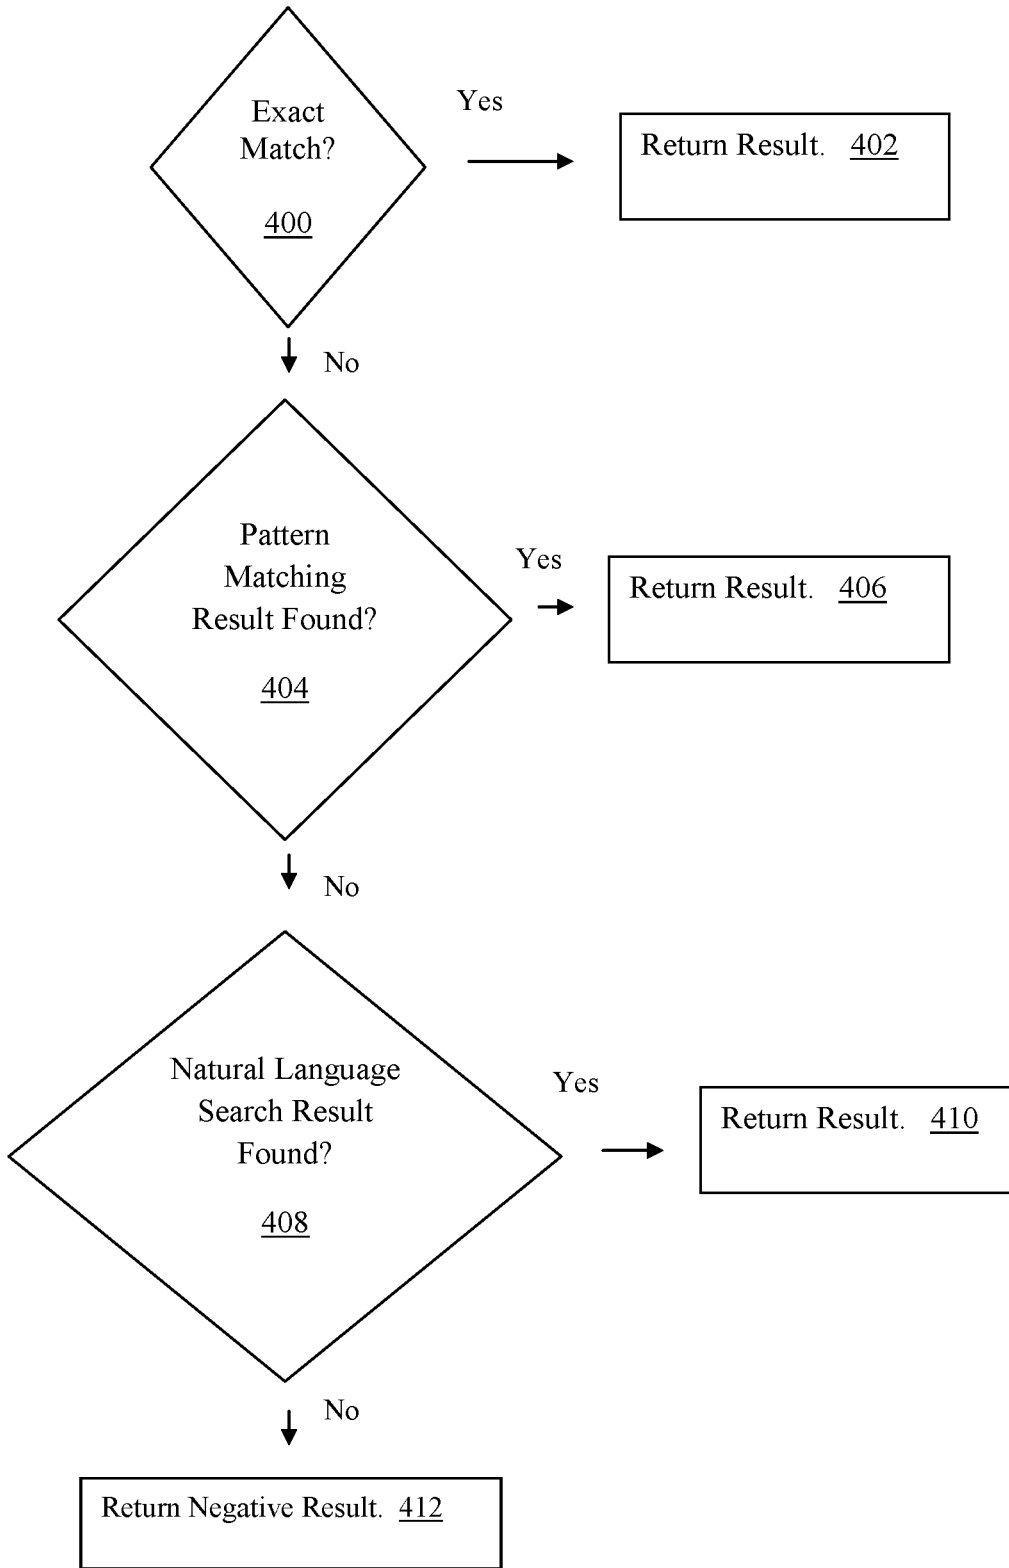 Exact
Match?
400
Yes
Return Result. 402
No
Pattern
Matching
Result Found?
404
Yes
Return Result. 406
No
Natural Language
Search Result
Found?
408
Yes
Return Result. 410
No
Return Negative Result. 412